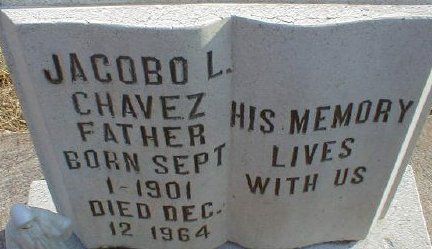 JACOBO L.
CHAVEZ
FATHER
BORN SEPT
1-1901
DIED DEC.
12 1964
HIS MEMORY
LIVES
WITH US